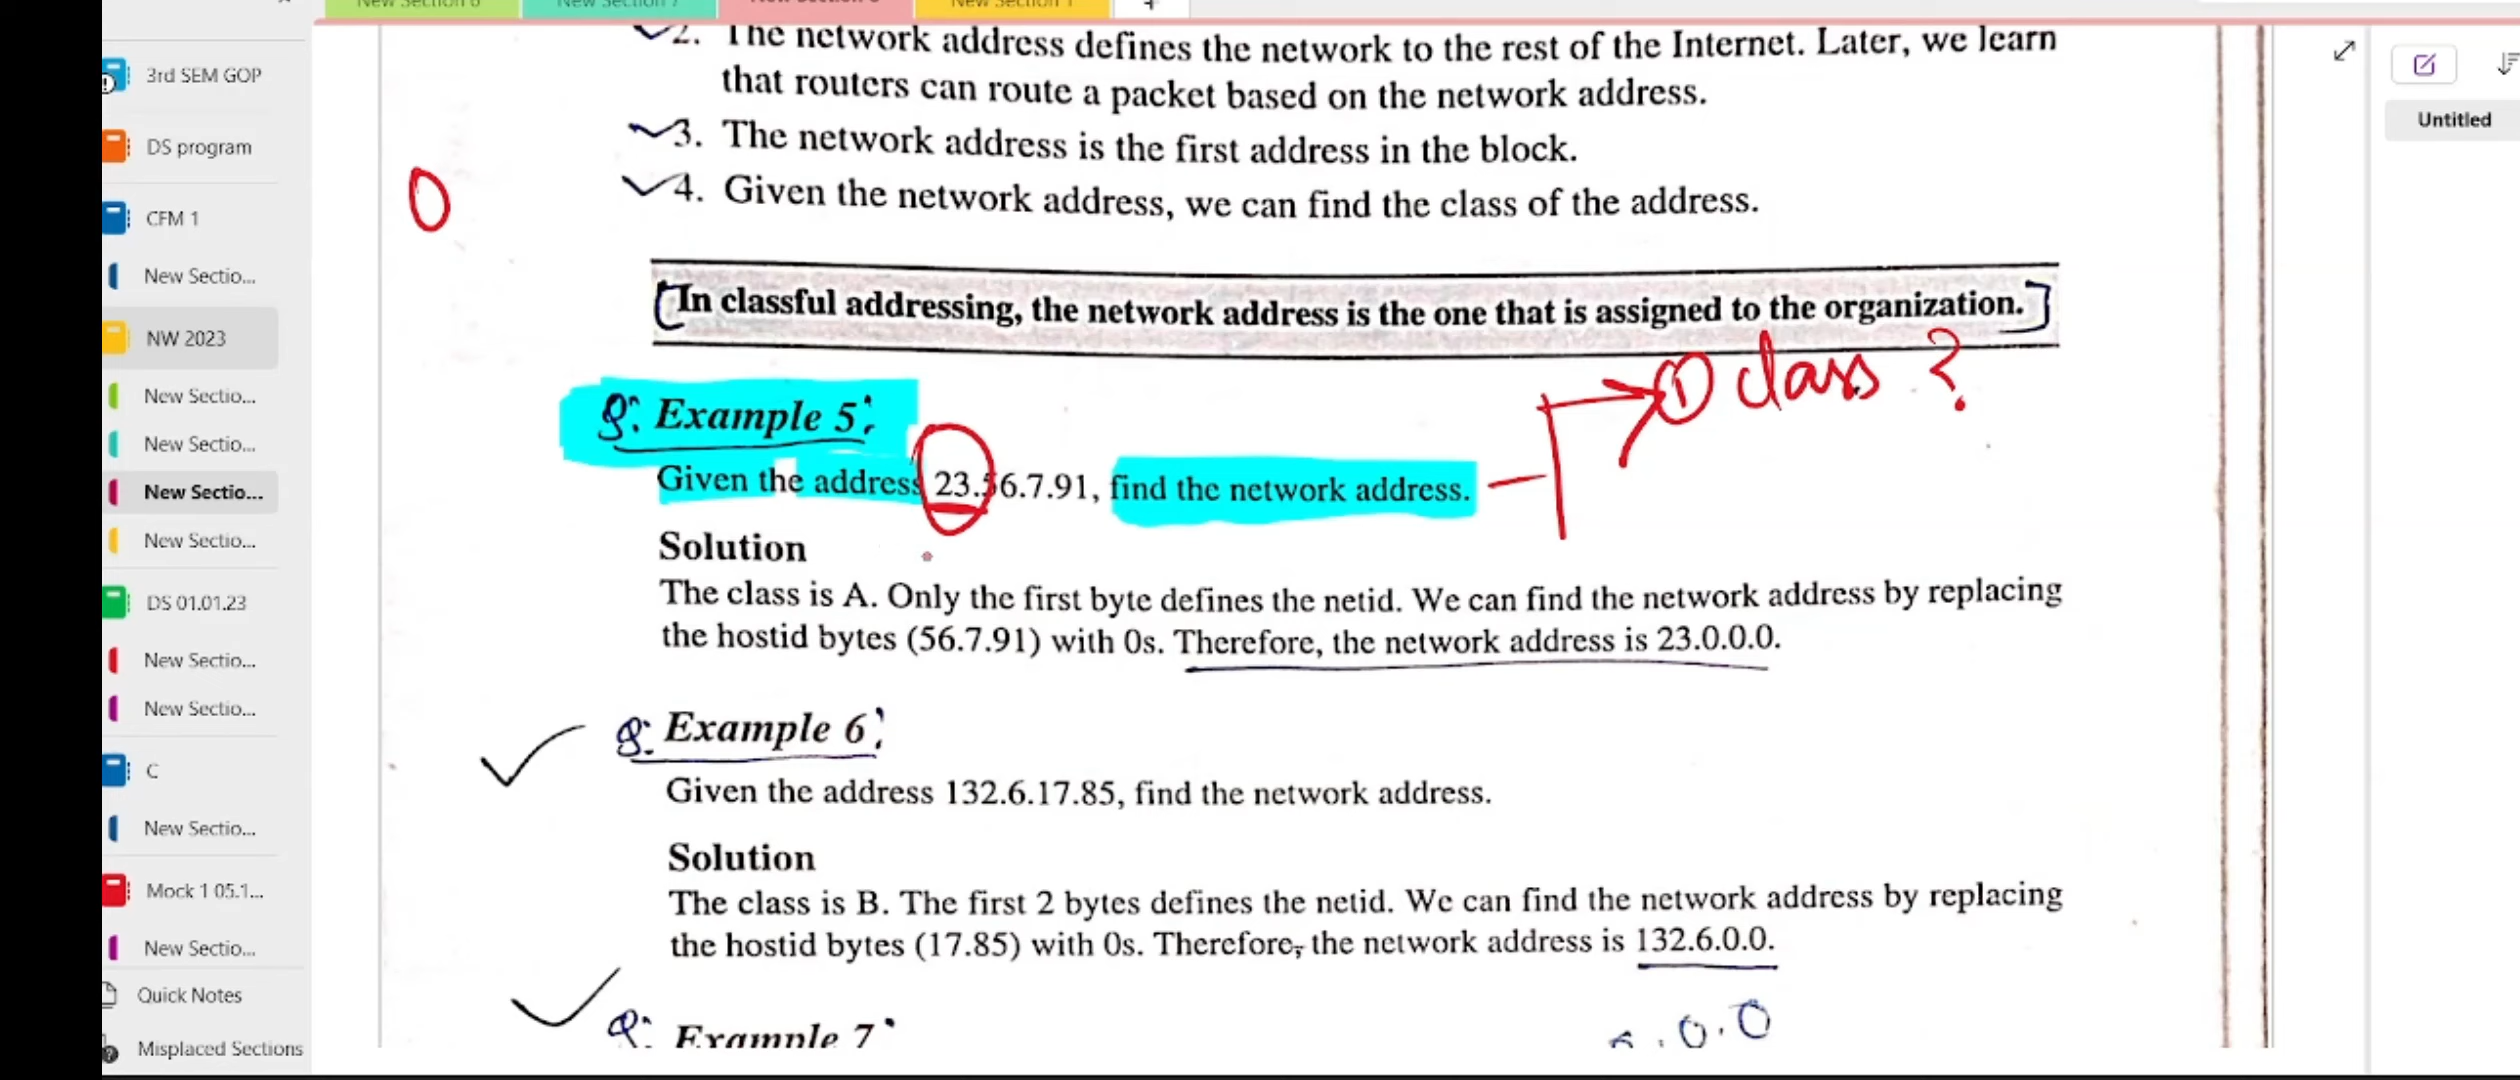 New Section 7
New Section 1
+
3rd SEM GOP
DS program
CFM 1
New Sectio...
NW 2023
New Sectio...
New Sectio...
New Sectio...
New Sectio...
DS 01.01.23
New Sectio...
New Sectio...
C
New Sectio...
Mock 1 05.1...
New Sectio...
Quick Notes
Misplaced Sections
2. The network address defines the network to the rest of the Internet. Later, we learn
that routers can route a packet based on the network address.
3. The network address is the first address in the block.
4. Given the network address, we can find the class of the address.
0
In classful addressing, the network address is the one that is assigned to the organization.
① class ?
Q: Example 5:
Given the address 23.56.7.91, find the network address.
Solution
The class is A. Only the first byte defines the netid. We can find the network address by replacing
the hostid bytes (56.7.91) with 0s. Therefore, the network address is 23.0.0.0.
Q. Example 6:
Given the address 132.6.17.85, find the network address.
Solution
The class is B. The first 2 bytes defines the netid. We can find the network address by replacing
the hostid bytes (17.85) with 0s. Therefore, the network address is 132.6.0.0.
Q: Example 7:
.0.0
Untitled